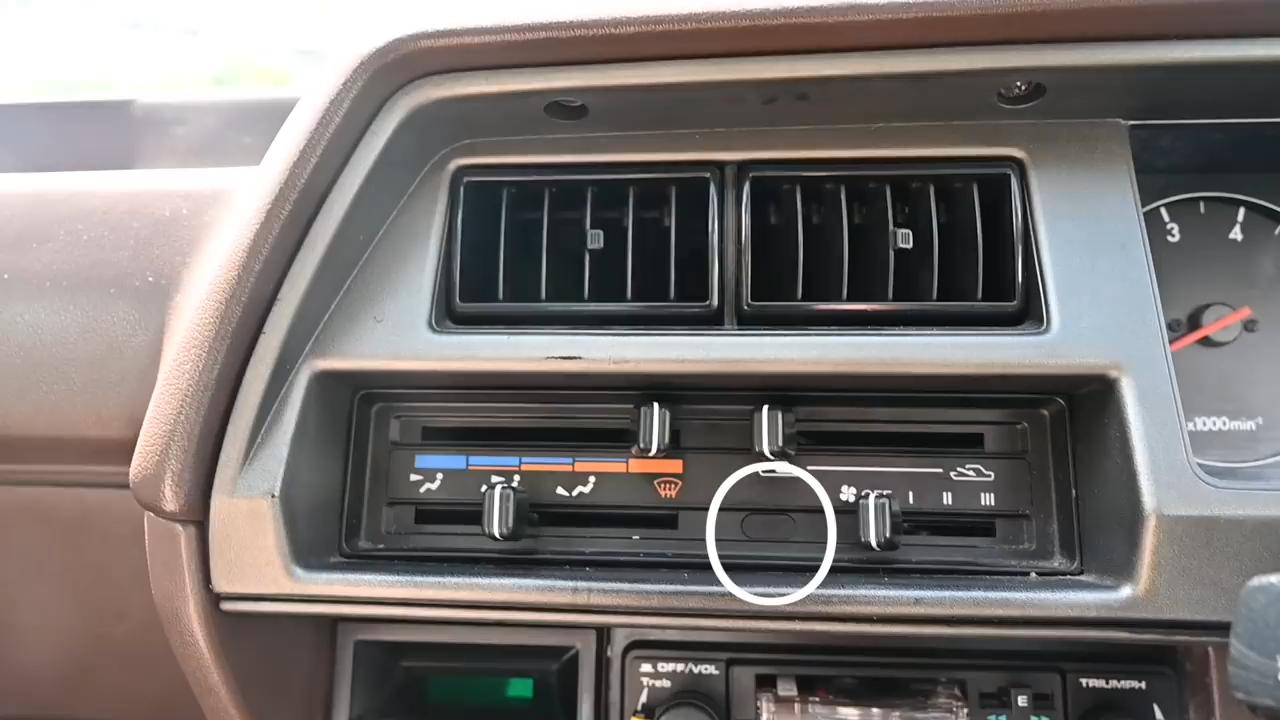 3 4
x1000min-¹
OFF I II III
OFF/VOL
Treb
E
TRIUMPH